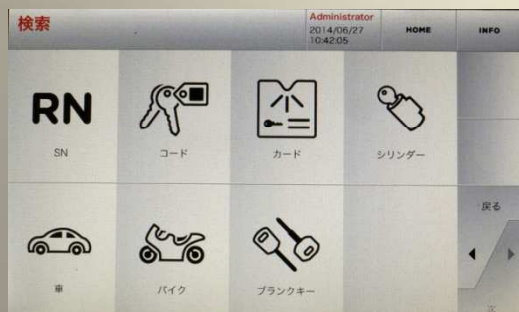 検索
Administrator
2014/06/27
10:42:05
HOME
INFO
RN
SN
コード
カード
シリンダー
戻る
車
バイク
ブランクキー